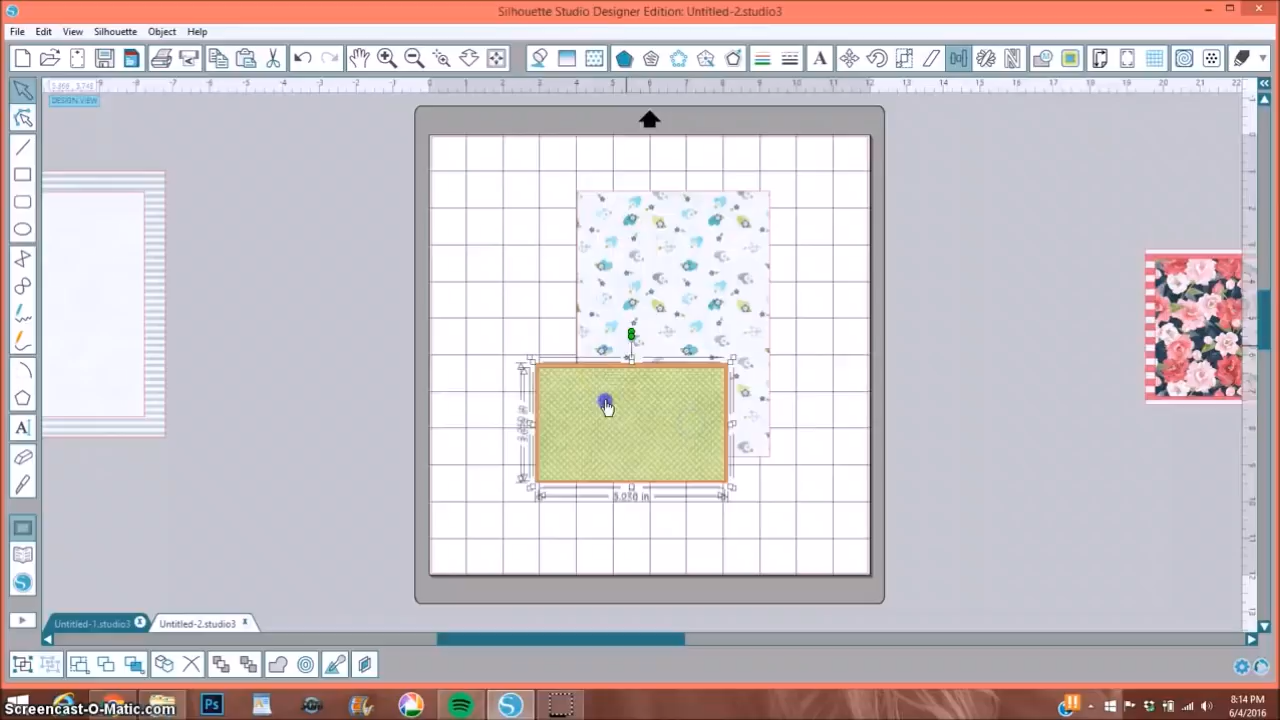 Silhouette Studio Designer Edition: Untitled-2.studio3
File Edit View Silhouette Object Help
DESIGN VIEW
Untitled-1.studio3 Untitled-2.studio3
Screencast-O-Matic.com
8:14 PM
6/4/2016